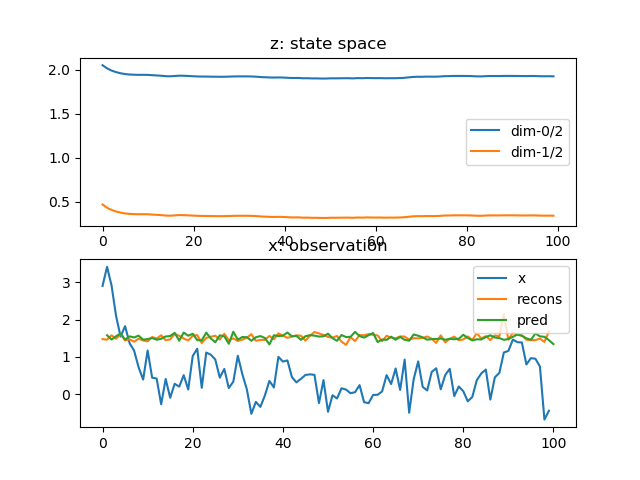 z: state space
2.0
1.5
1.0
0.5
dim-0/2
dim-1/2
0 20 40 60 80 100
x: observation
3
2
1
0
x
recons
pred
0 20 40 60 80 100